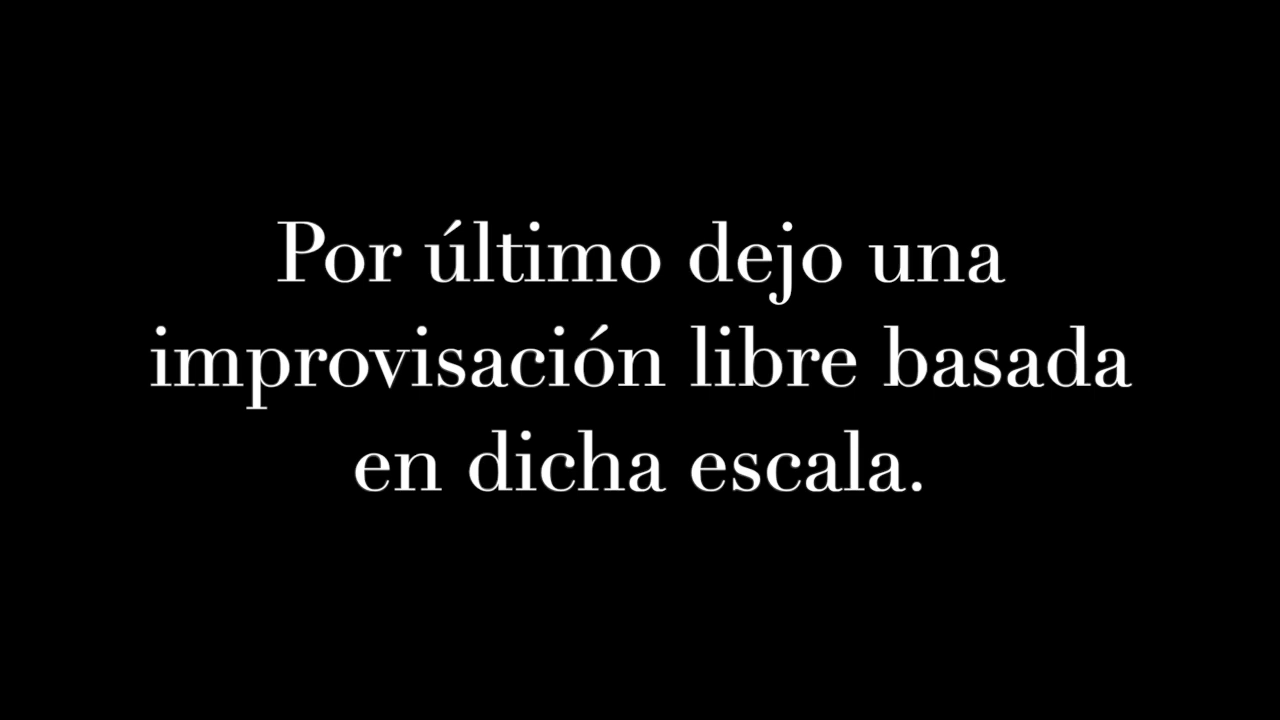 Por último dejo una
improvisación libre basada
en dicha escala.